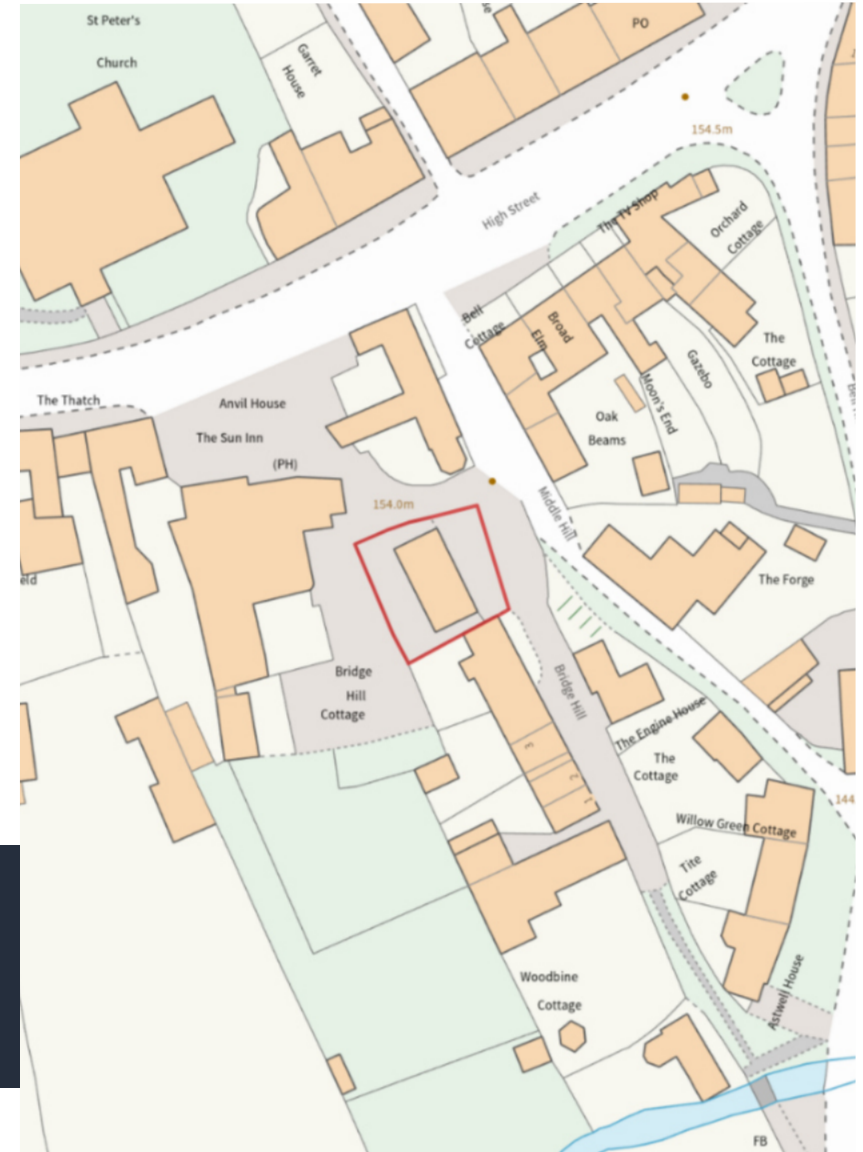 St Peter's
Church
Garret
House
PO
154.5m
High Street
The TV Shop
Orchard
Cottage
Bell
Cottage
Broad
Elm
The
Cottage
Gazebo
Moon's End
Oak
Beams
The Thatch
Anvil House
The Sun Inn
(PH)
154.0m
Middle Hill
The Forge
Bridge
Hill
Cottage
Bridge Hill
The Engine House
The
Cottage
3
2
1
144
Willow Green Cottage
Tite
Cottage
Woodbine
Cottage
Astwell House
FB